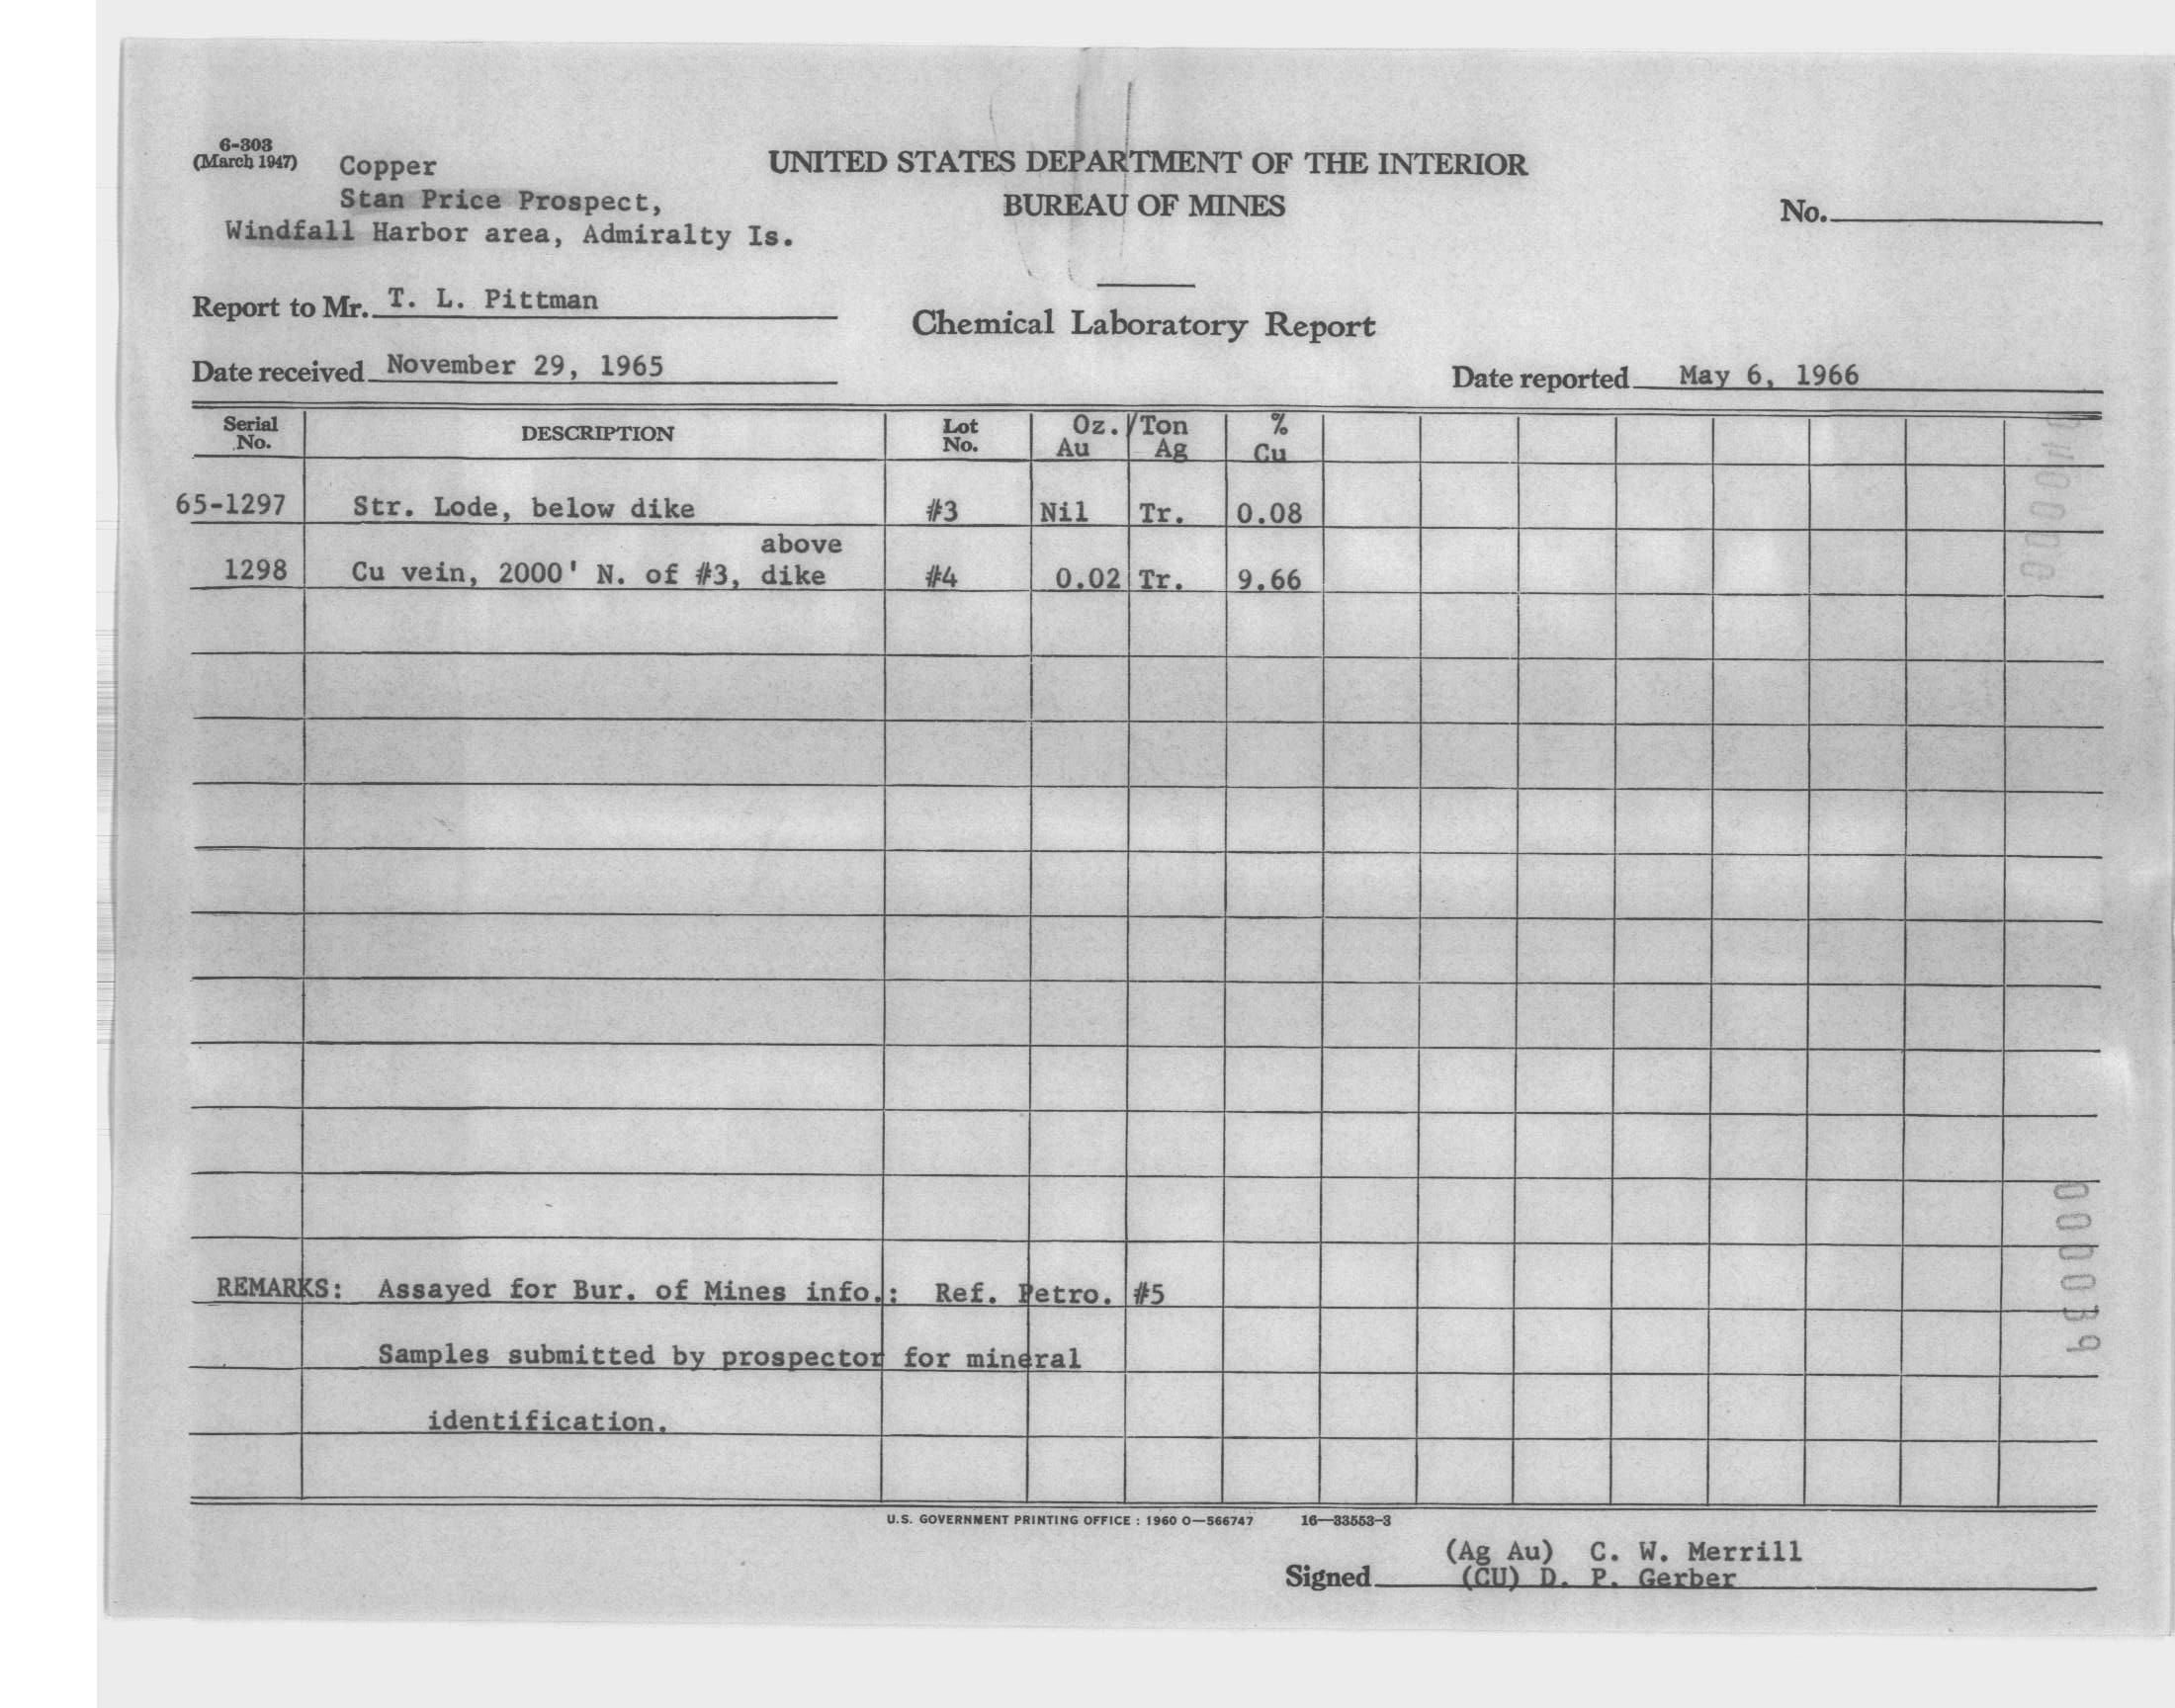 6-303
(March 1947)
Copper
Stan Price Prospect,
Windfall Harbor area, Admiralty Is.
UNITED STATES DEPARTMENT OF THE INTERIOR
BUREAU OF MINES
No.
Report to Mr. T. L. Pittman
Chemical Laboratory Report
Date received November 29, 1965
Date reported May 6, 1966
Serial No. DESCRIPTION Lot No. Oz./Ton Au Ag % Cu
65-1297 Str. Lode, below dike #3 Nil Tr. 0.08
above
1298 Cu vein, 2000' N. of #3, dike #4 0.02 Tr. 9.66
REMARKS: Assayed for Bur. of Mines info.: Ref. Petro. #5
Samples submitted by prospector for mineral
identification.
U.S. GOVERNMENT PRINTING OFFICE : 1960 O—566747 16—33553-3
(Ag Au) C. W. Merrill
Signed (CU) D. P. Gerber